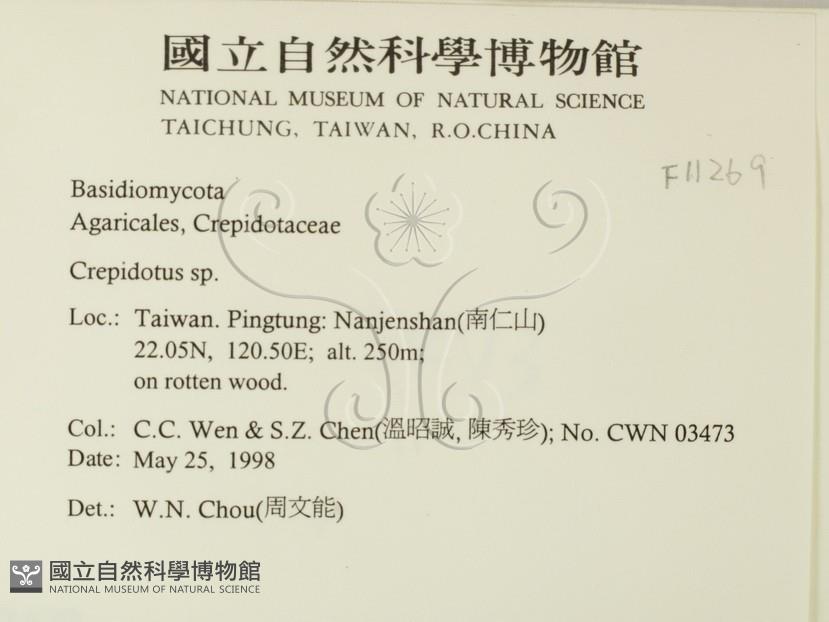 國立自然科學博物館
NATIONAL MUSEUM OF NATURAL SCIENCE
TAICHUNG, TAIWAN, R.O.CHINA
F11269
Basidiomycota
Agaricales, Crepidotaceae
Crepidotus sp.
Loc.: Taiwan. Pingtung: Nanjenshan(南仁山)
22.05N, 120.50E; alt. 250m;
on rotten wood.
Col.: C.C. Wen & S.Z. Chen(溫昭誠, 陳秀珍); No. CWN 03473
Date: May 25, 1998
Det.: W.N. Chou(周文能)
國立自然科學博物館
NATIONAL MUSEUM OF NATURAL SCIENCE